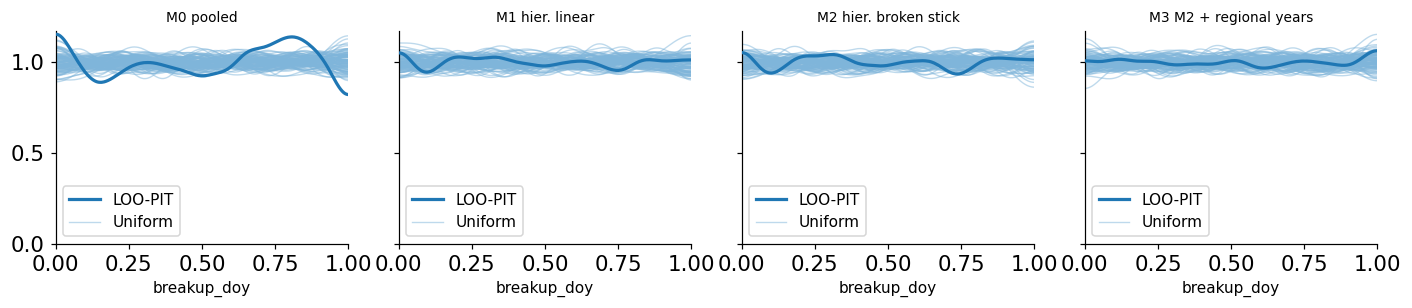 M0 pooled
M1 hier. linear
M2 hier. broken stick
M3 M2 + regional years
1.0
0.5
0.0
LOO-PIT
Uniform
LOO-PIT
Uniform
LOO-PIT
Uniform
LOO-PIT
Uniform
0.00 0.25 0.50 0.75 1.00
0.00 0.25 0.50 0.75 1.00
0.00 0.25 0.50 0.75 1.00
0.00 0.25 0.50 0.75 1.00
breakup_doy
breakup_doy
breakup_doy
breakup_doy